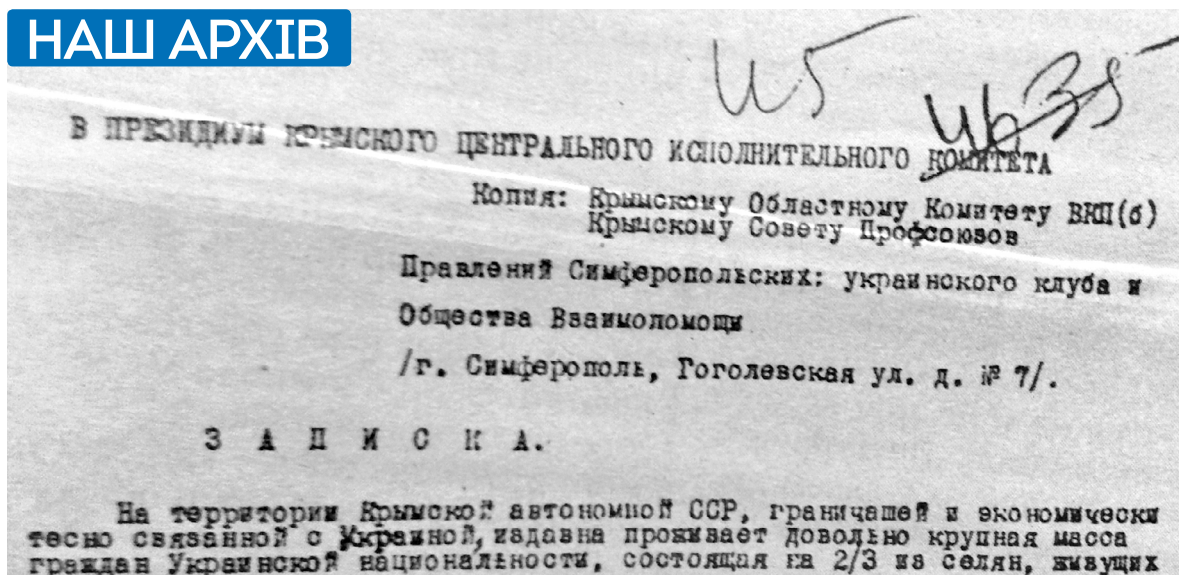 НАШ АРХІВ
И5
В ПРЕЗИДИУМ КРЫМСКОГО ЦЕНТРАЛЬНОГО ИСПОЛНИТЕЛЬНОГО КОМИТЕТА
Копия: Крымскому Областному Комитету ВКП(б)
Крымскому Совету Профсоюзов
Правлений Симферопольских: украинского клуба и
Общества Взаимопомощи
/г. Симферополь, Гоголевская ул. д. № 7/.
З А П И С К А.
На территории Крымской автономной ССР, граничашей и экономически
тесно связанной с Украиной, издавна проживает довольно крупная масса
граждан Украинской национальности, состоящая на 2/3 из селян, живущих